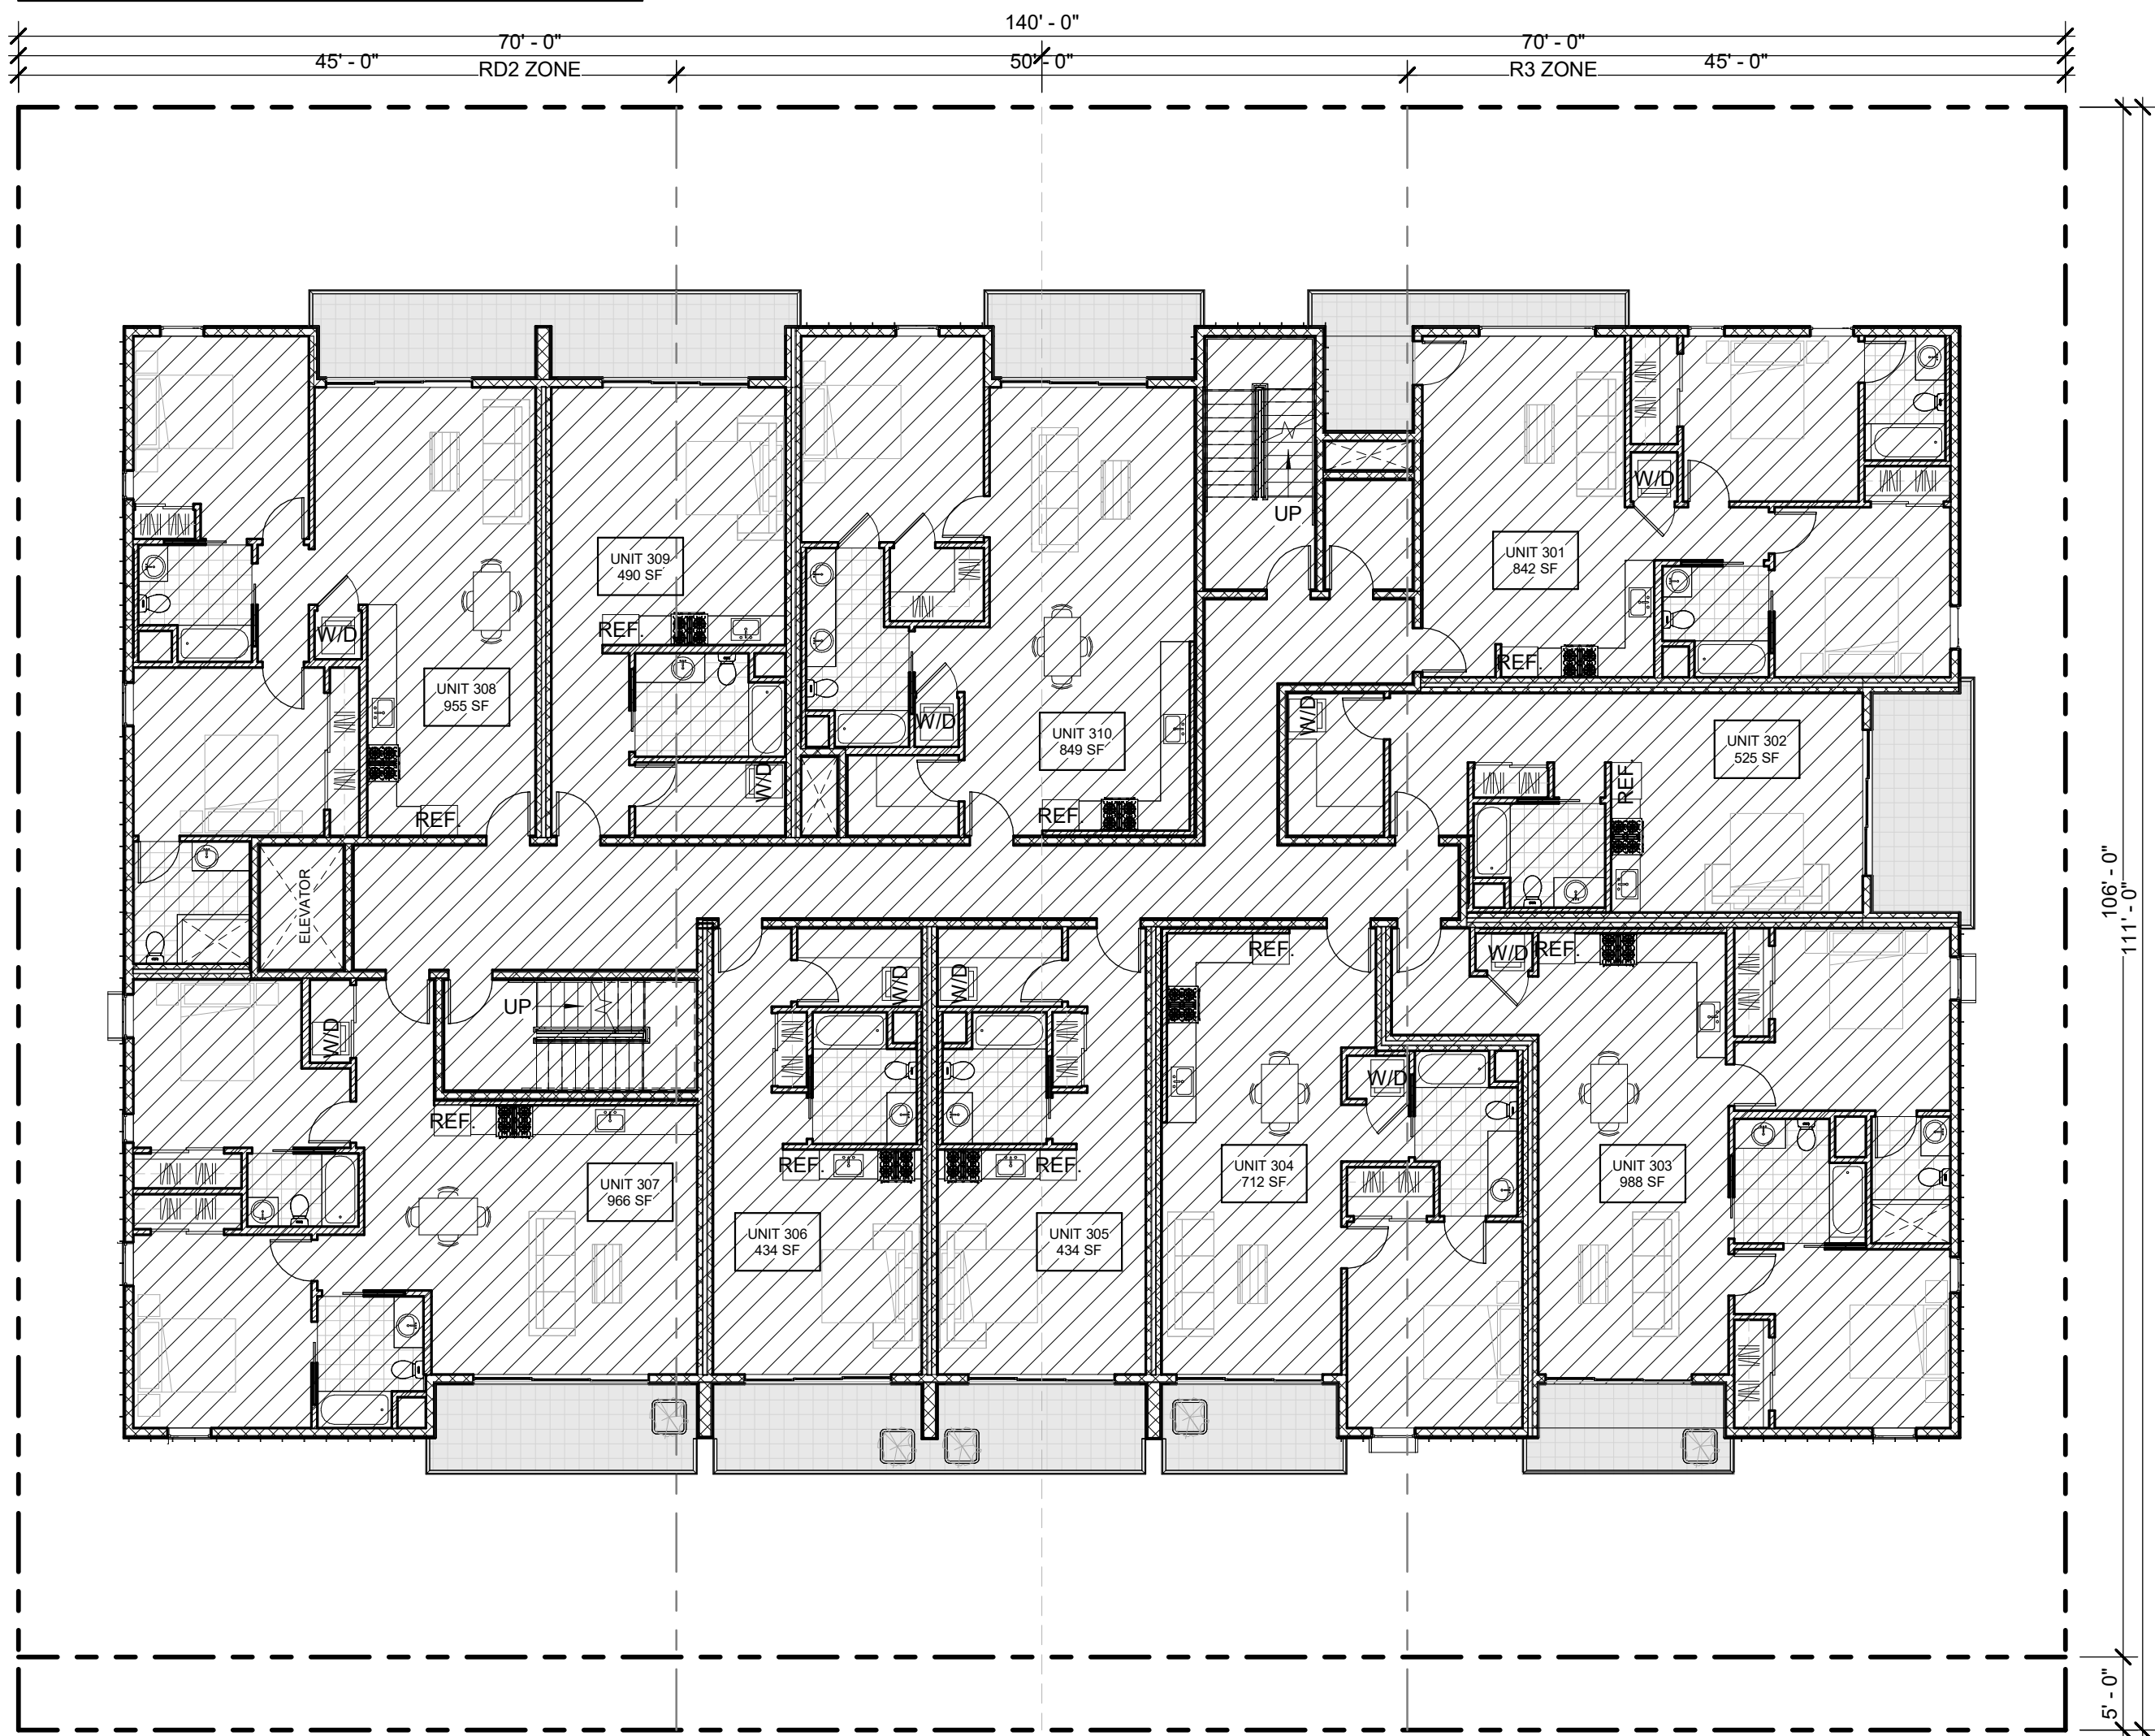 140' - 0"
70' - 0"
70' - 0"
45' - 0"
50' - 0"
45' - 0"
RD2 ZONE
R3 ZONE
W/D
UP
UNIT 301
842 SF
UNIT 309
490 SF
REF.
W/D
REF.
UNIT 308
955 SF
W/D
W/D
UNIT 310
849 SF
UNIT 302
525 SF
W/D
REF.
REF.
REF.
ELEVATOR
106' - 0"
111' - 0"
REF.
W/D
REF.
W/D
W/D
UP
W/D
W/D
REF.
REF.
REF.
UNIT 304
712 SF
UNIT 303
988 SF
UNIT 307
966 SF
UNIT 306
434 SF
UNIT 305
434 SF
5' - 0"